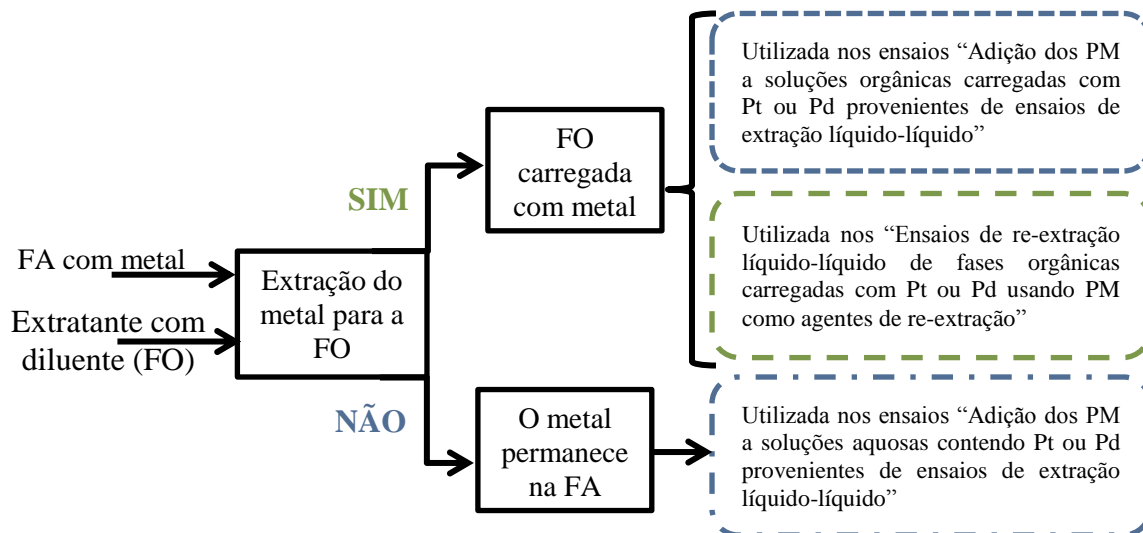 FA com metal
Extratante com
diluente (FO)
Extração do
metal para a
FO
SIM
FO
carregada
com metal
Utilizada nos ensaios “Adição dos PM
a soluções orgânicas carregadas com
Pt ou Pd provenientes de ensaios de
extração líquido-líquido”
Utilizada nos “Ensaios de re-extração
líquido-líquido de fases orgânicas
carregadas com Pt ou Pd usando PM
como agentes de re-extração”
NÃO
O metal
permanece
na FA
Utilizada nos ensaios “Adição dos PM
a soluções aquosas contendo Pt ou Pd
provenientes de ensaios de extração
líquido-líquido”